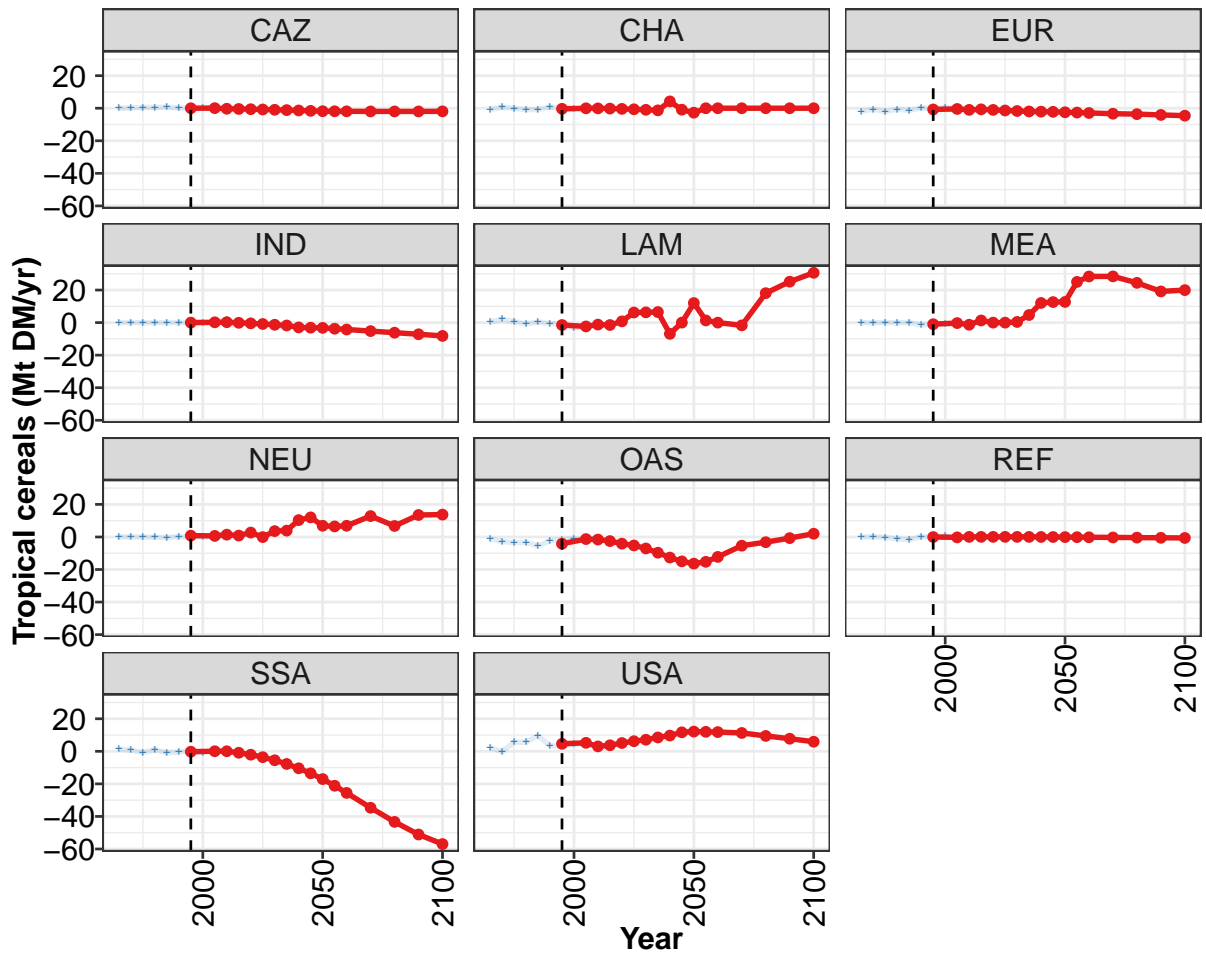 CAZ CHA EUR
20
0
−20
−40
−60
IND LAM MEA
20
0
−20
−40
−60
NEU OAS REF
20
0
−20
−40
−60
2000 2050 2100
SSA USA
20
0
−20
−40
−60
2000 2050 2100 2000 2050 2100
Year
Tropical cereals (Mt DM/yr)